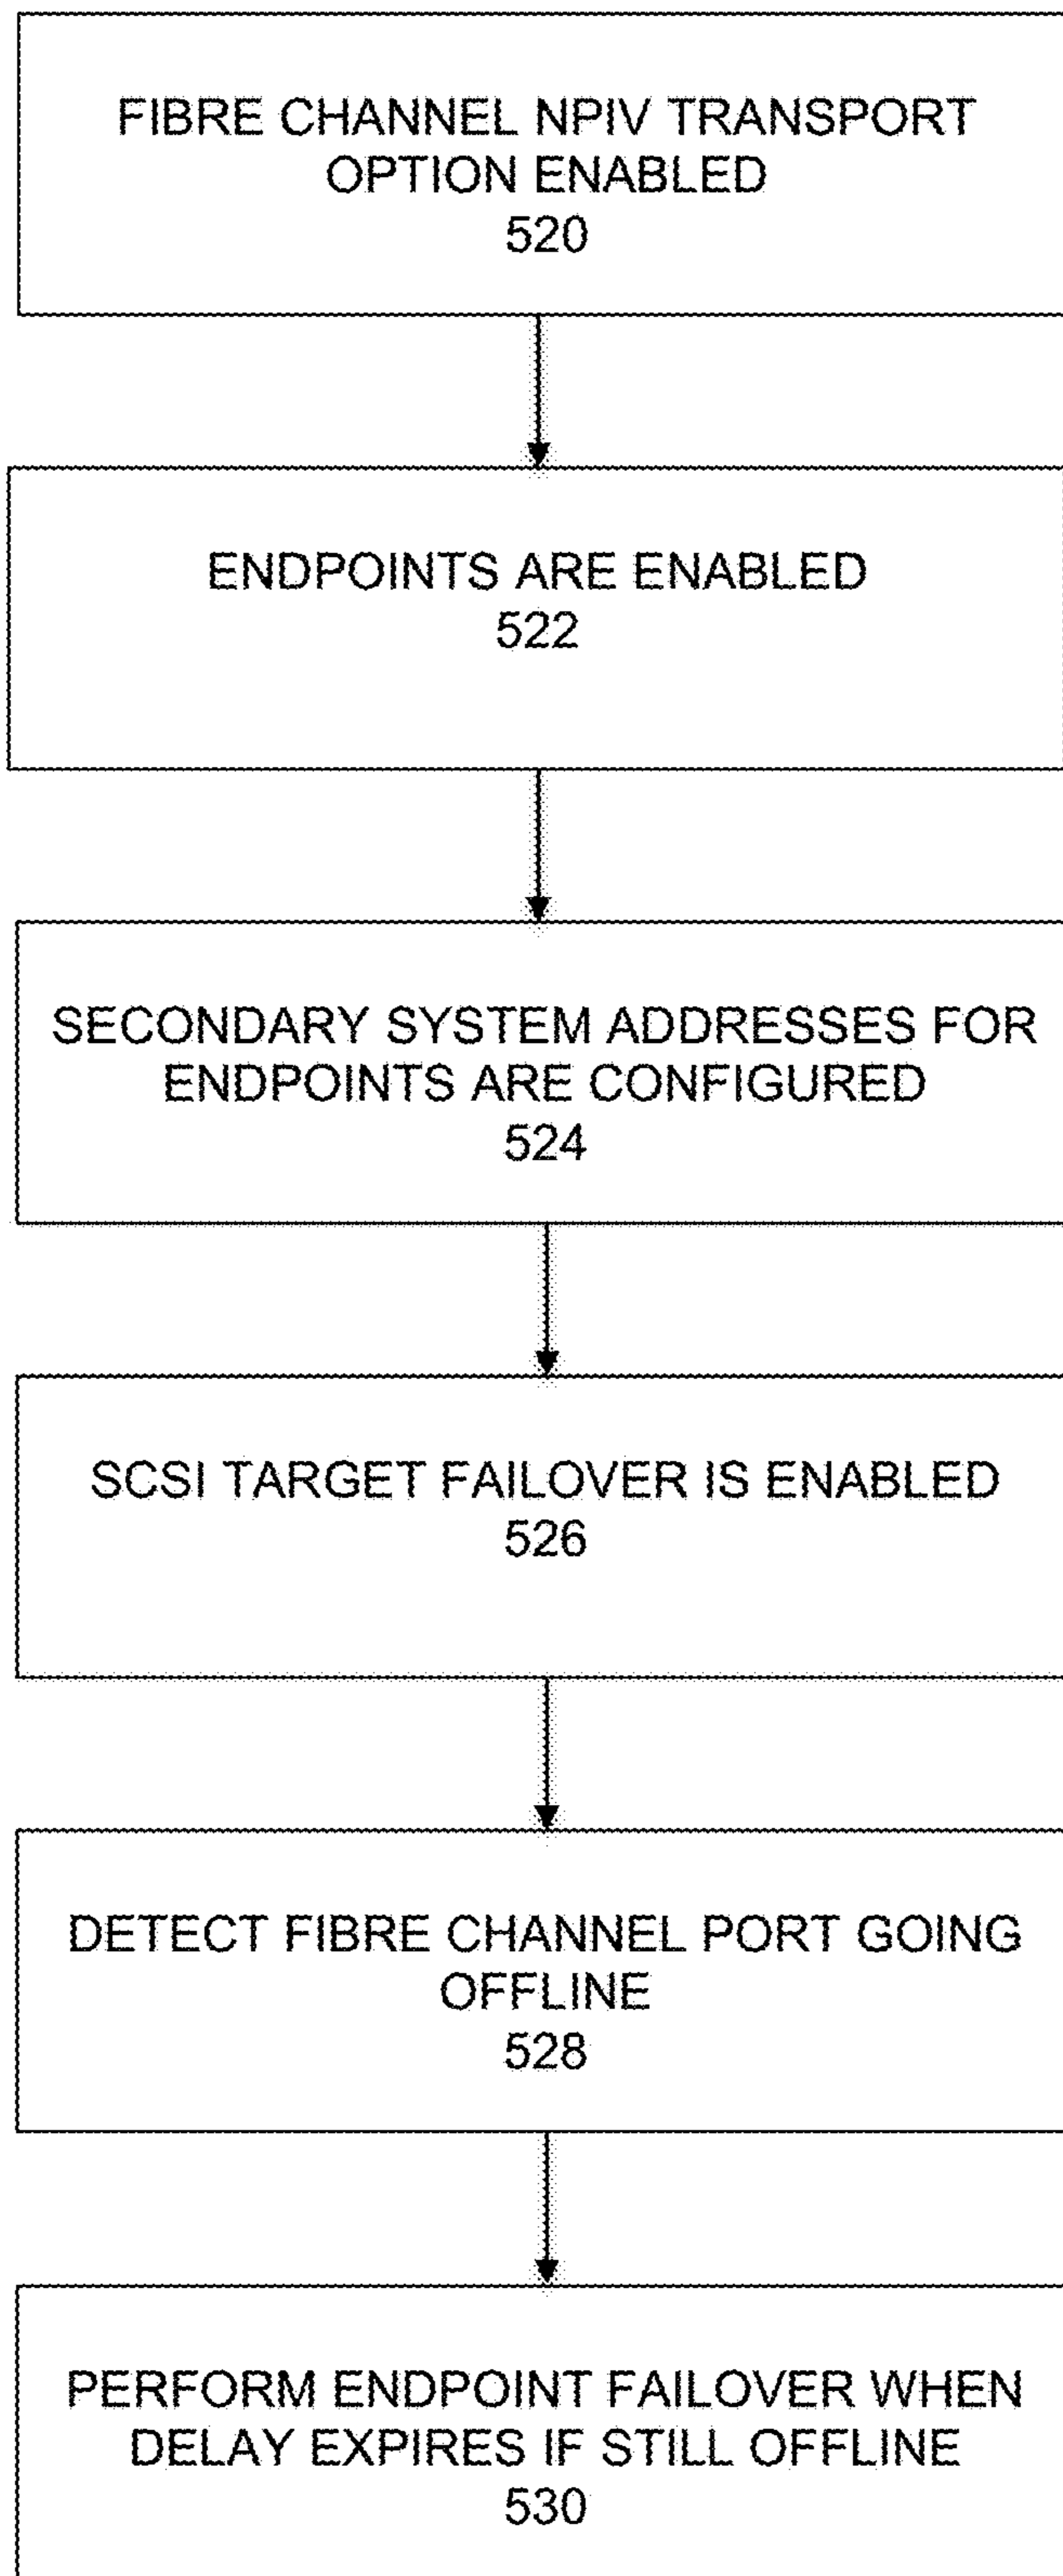 FIBRE CHANNEL NPIV TRANSPORT
OPTION ENABLED
520
ENDPOINTS ARE ENABLED
522
SECONDARY SYSTEM ADDRESSES FOR
ENDPOINTS ARE CONFIGURED
524
SCSI TARGET FAILOVER IS ENABLED
526
DETECT FIBRE CHANNEL PORT GOING
OFFLINE
528
PERFORM ENDPOINT FAILOVER WHEN
DELAY EXPIRES IF STILL OFFLINE
530